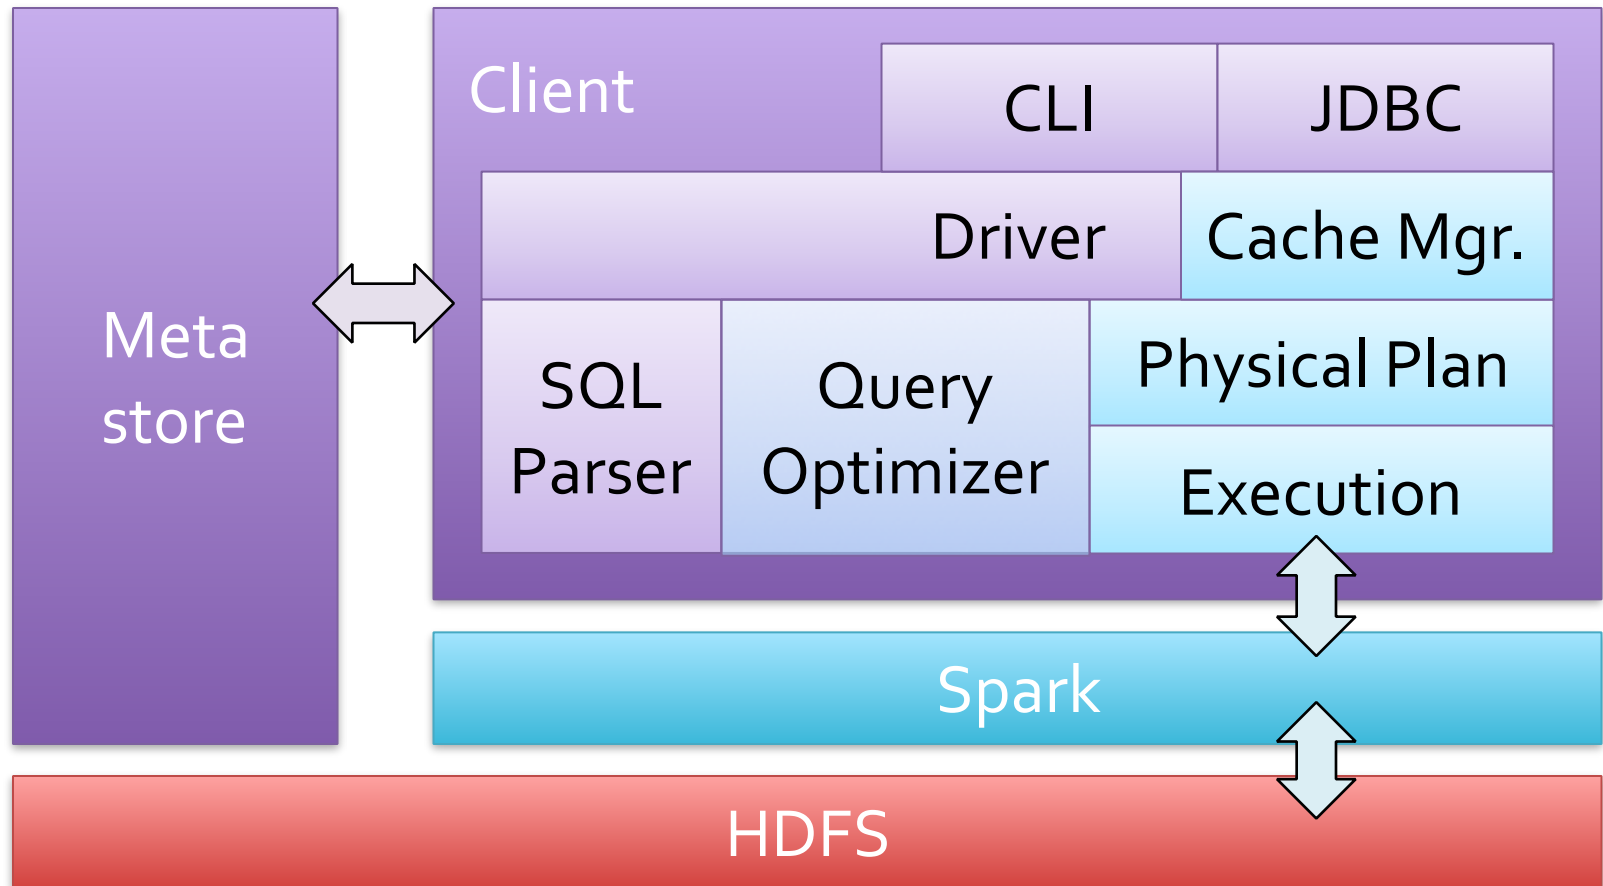 Client
CLI
JDBC
Driver
Cache Mgr.
Meta
store
SQL
Parser
Query
Optimizer
Physical Plan
Execution
Spark
HDFS